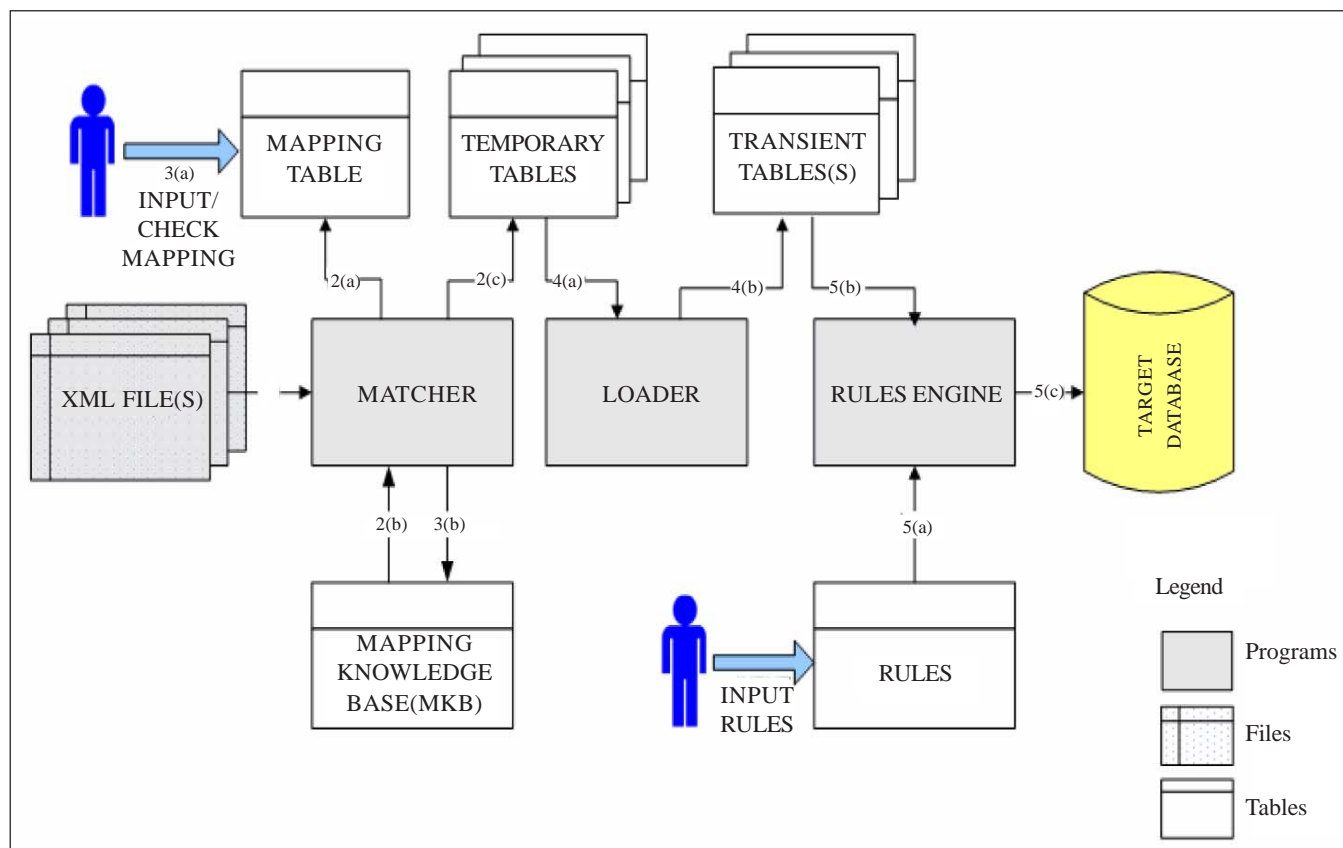 MAPPING
TABLE
TEMPORARY
TABLES
TRANSIENT
TABLES(S)
3(a)
INPUT/
CHECK
MAPPING
2(a)
2(c)
4(a)
4(b)
5(b)
XML FILE(S)
MATCHER
LOADER
RULES ENGINE
5(c)
TARGET
DATABASE
2(b)
3(b)
5(a)
MAPPING
KNOWLEDGE
BASE(MKB)
INPUT
RULES
RULES
Legend
Programs
Files
Tables